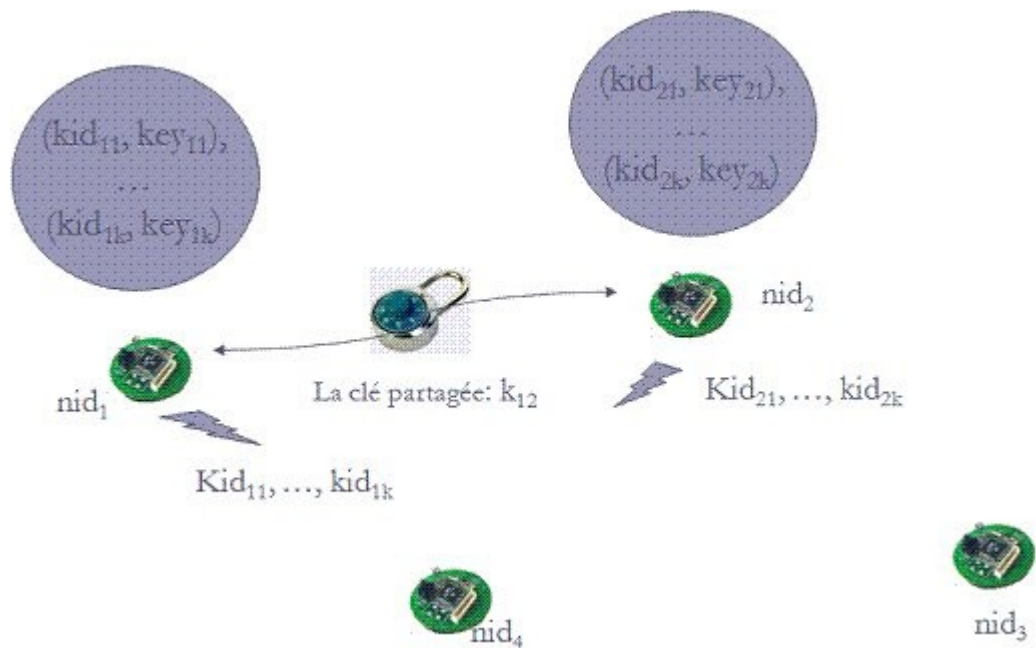 (kid₁₁, key₁₁),
…
(kid₁ₖ, key₁ₖ)
(kid₂₁, key₂₁),
…
(kid₂ₖ, key₂ₖ)
nid₂
nid₁
La clé partagée: k₁₂
Kid₂₁, …, kid₂ₖ
Kid₁₁, …, kid₁ₖ
nid₄
nid₃